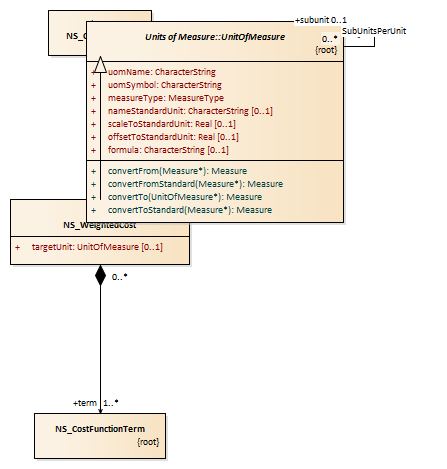 +subunit 0..1
SubUnitsPerUnit
Units of Measure::UnitOfMeasure
0..*
{root}
+ uomName: CharacterString
+ uomSymbol: CharacterString
+ measureType: MeasureType
+ nameStandardUnit: CharacterString [0..1]
+ scaleToStandardUnit: Real [0..1]
+ offsetToStandardUnit: Real [0..1]
+ formula: CharacterString [0..1]
+ convertFrom(Measure*): Measure
+ convertFromStandard(Measure*): Measure
+ convertTo(UnitOfMeasure*): Measure
+ convertToStandard(Measure*): Measure
NS_WeightedCost
+ targetUnit: UnitOfMeasure [0..1]
0..*
+term 1..*
NS_CostFunctionTerm
{root}